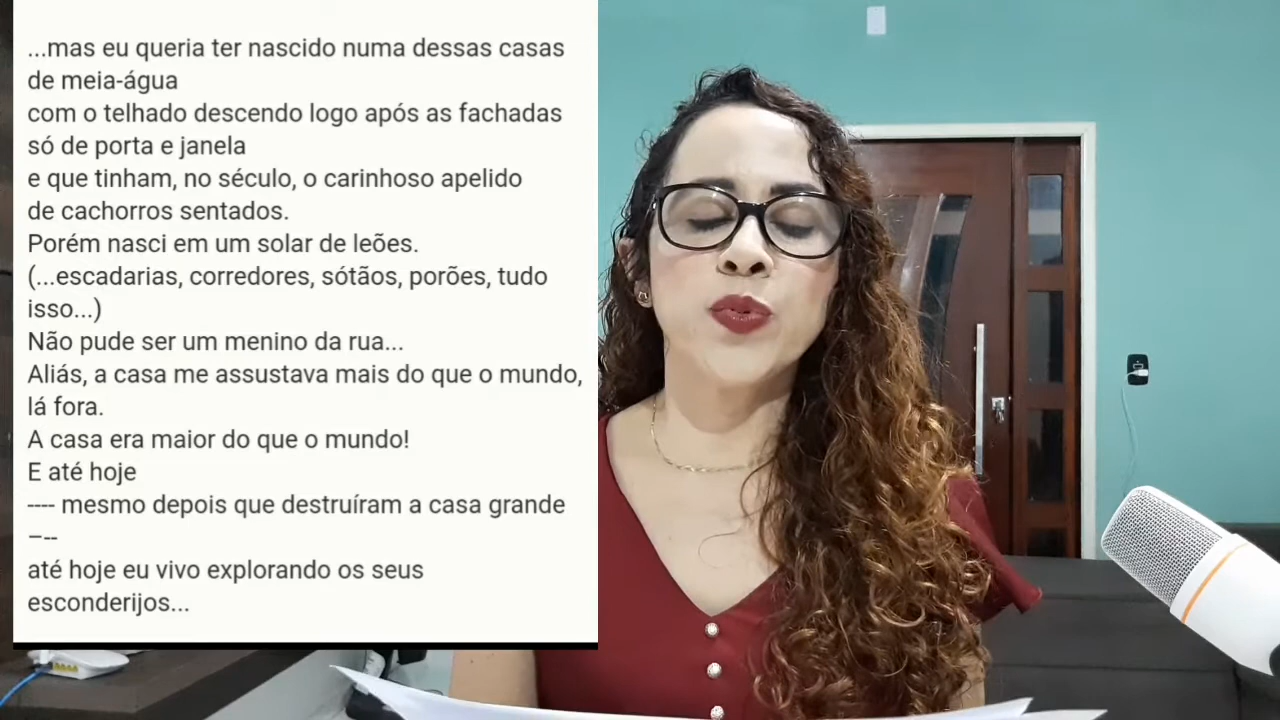 ...mas eu queria ter nascido numa dessas casas
de meia-água
com o telhado descendo logo após as fachadas
só de porta e janela
e que tinham, no século, o carinhoso apelido
de cachorros sentados.
Porém nasci em um solar de leões.
(...escadarias, corredores, sótãos, porões, tudo
isso...)
Não pude ser um menino da rua...
Aliás, a casa me assustava mais do que o mundo,
lá fora.
A casa era maior do que o mundo!
E até hoje
---- mesmo depois que destruíram a casa grande
–--
até hoje eu vivo explorando os seus
esconderijos...